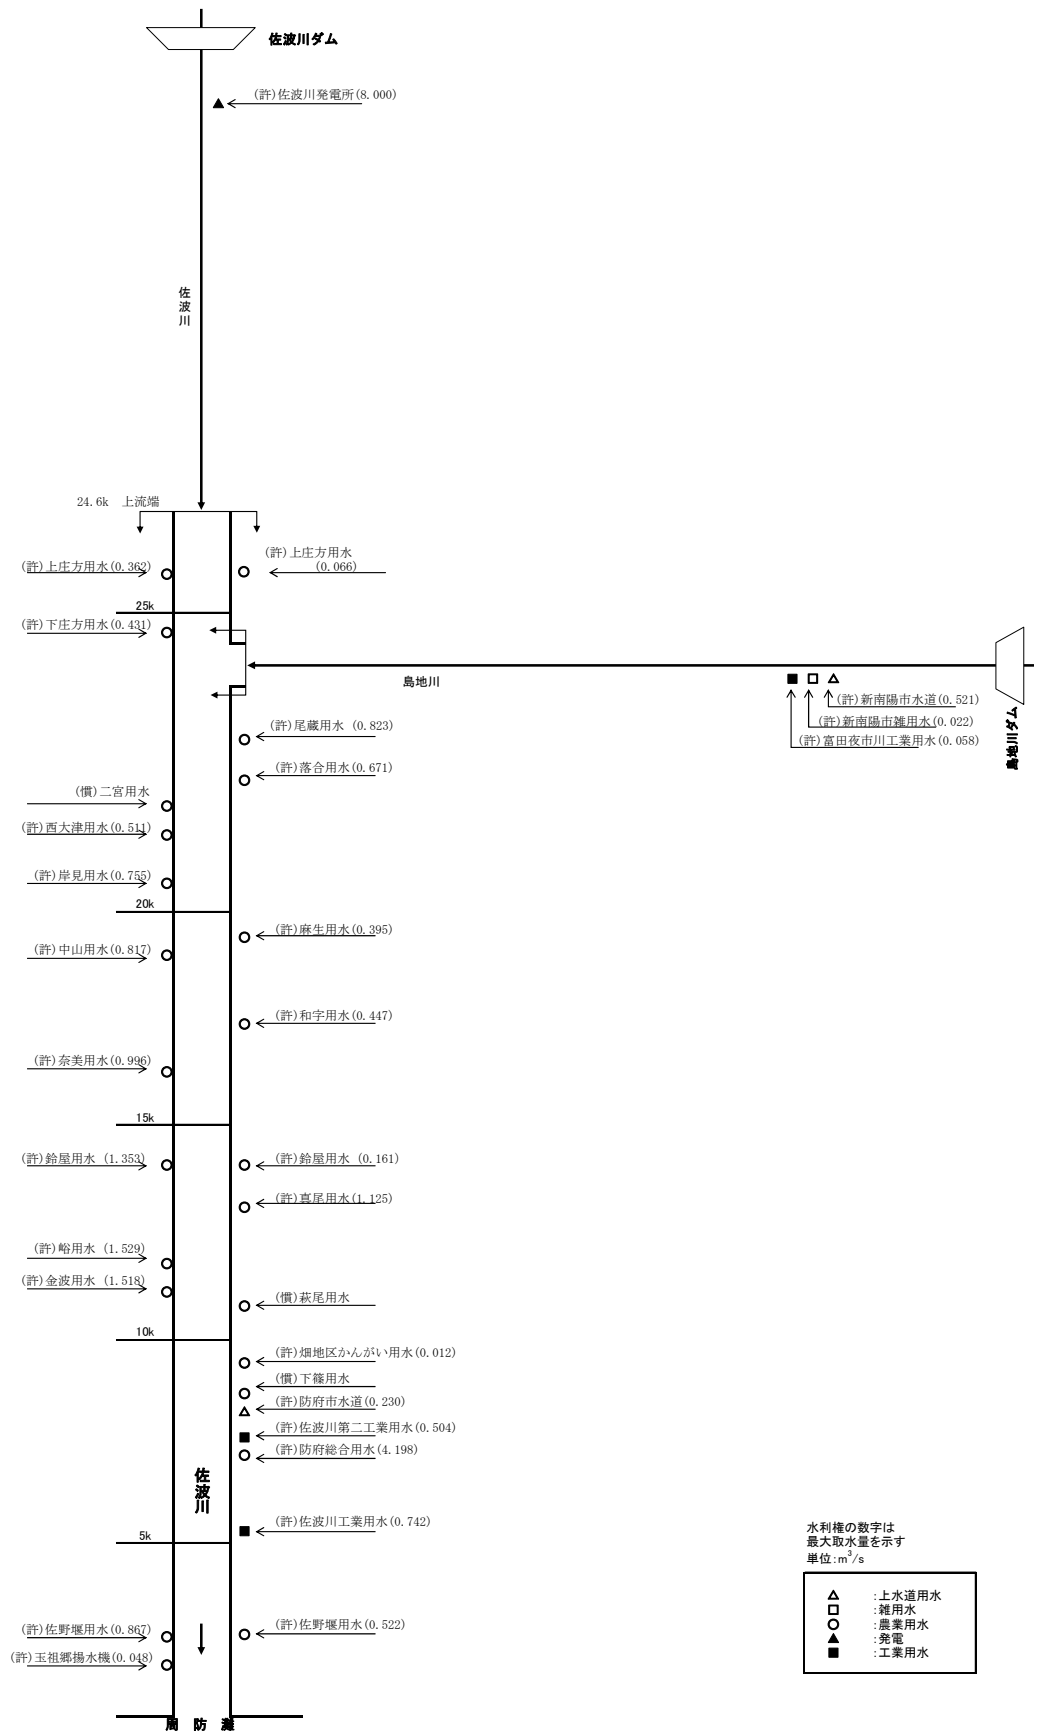 佐波川ダム
(許)佐波川発電所(8.000)
佐波川
24.6k 上流端
(許)上庄方用水
(0.066)
(許)上庄方用水(0.362)
25k
(許)下庄方用水(0.431)
島地川
(許)新南陽市水道(0.521)
(許)新南陽市雑用水(0.022)
(許)富田夜市川工業用水(0.058)
島地川ダム
(許)尾蔵用水 (0.823)
(許)落合用水(0.671)
(慣)二宮用水
(許)西大津用水(0.511)
(許)岸見用水(0.755)
20k
(許)麻生用水(0.395)
(許)中山用水(0.817)
(許)和字用水(0.447)
(許)奈美用水(0.996)
15k
(許)鈴屋用水 (1.353)
(許)鈴屋用水 (0.161)
(許)真尾用水(1.125)
(許)峪用水 (1.529)
(許)金波用水 (1.518)
(慣)萩尾用水
10k
(許)畑地区かんがい用水(0.012)
(慣)下篠用水
(許)防府市水道(0.230)
(許)佐波川第二工業用水(0.504)
(許)防府総合用水(4.198)
佐波川
(許)佐波川工業用水(0.742)
5k
(許)佐野堰用水(0.867)
(許)佐野堰用水(0.522)
(許)玉祖郷揚水機(0.048)
周 防 灘
水利権の数字は
最大取水量を示す
単位:m³/s
:上水道用水
:雑用水
:農業用水
:発電
:工業用水